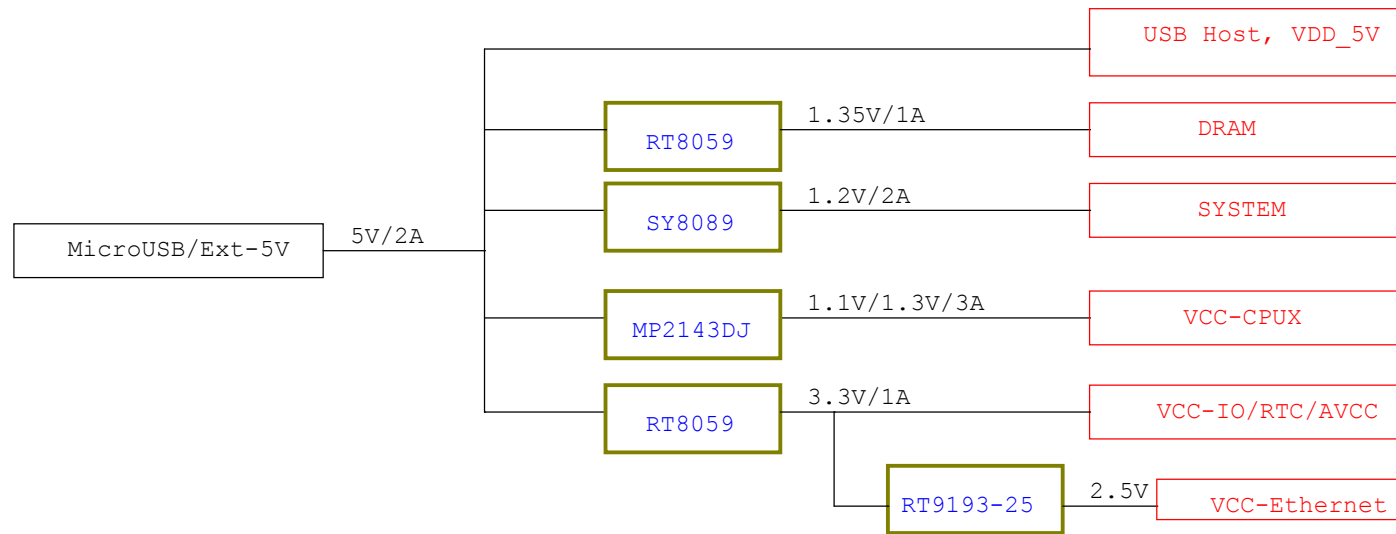 USB Host, VDD_5V
1.35V/1A
RT8059
DRAM
1.2V/2A
SY8089
SYSTEM
MicroUSB/Ext-5V
5V/2A
1.1V/1.3V/3A
MP2143DJ
VCC-CPUX
3.3V/1A
RT8059
VCC-IO/RTC/AVCC
RT9193-25
2.5V
VCC-Ethernet